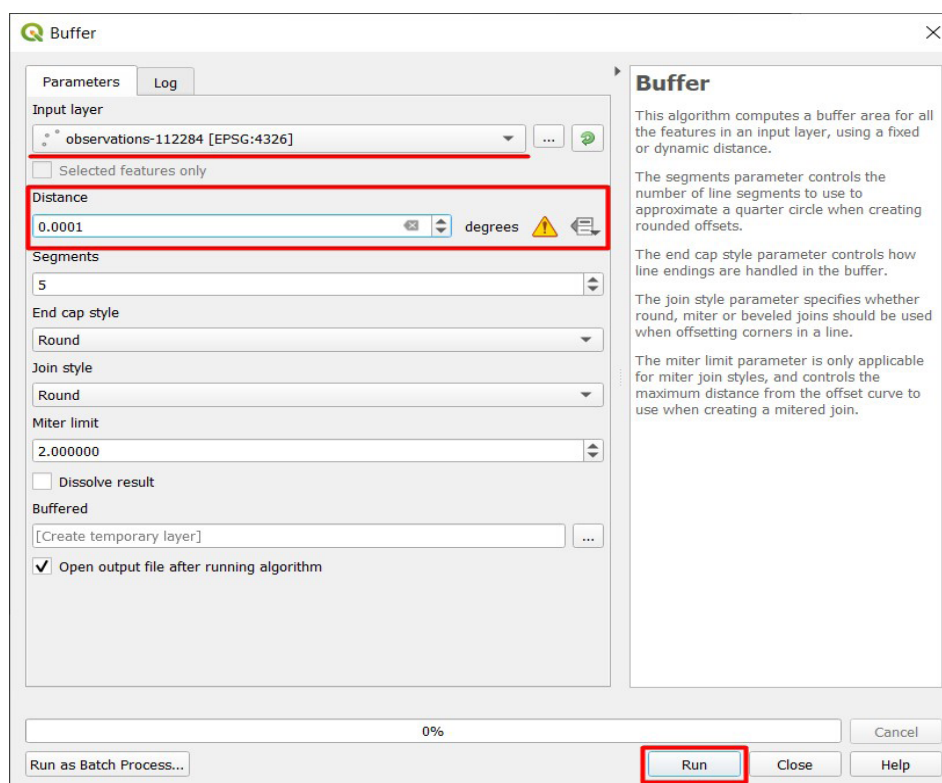 Buffer
Parameters
Log
Input layer
observations-112284 [EPSG:4326]
...
Selected features only
Distance
0.0001
degrees
Segments
5
End cap style
Round
Join style
Round
Miter limit
2.000000
Dissolve result
Buffered
[Create temporary layer]
...
Open output file after running algorithm
Buffer
This algorithm computes a buffer area for all
the features in an input layer, using a fixed
or dynamic distance.
The segments parameter controls the
number of line segments to use to
approximate a quarter circle when creating
rounded offsets.
The end cap style parameter controls how
line endings are handled in the buffer.
The join style parameter specifies whether
round, miter or beveled joins should be used
when offsetting corners in a line.
The miter limit parameter is only applicable
for miter join styles, and controls the
maximum distance from the offset curve to
use when creating a mitered join.
0%
Cancel
Run as Batch Process...
Run
Close
Help